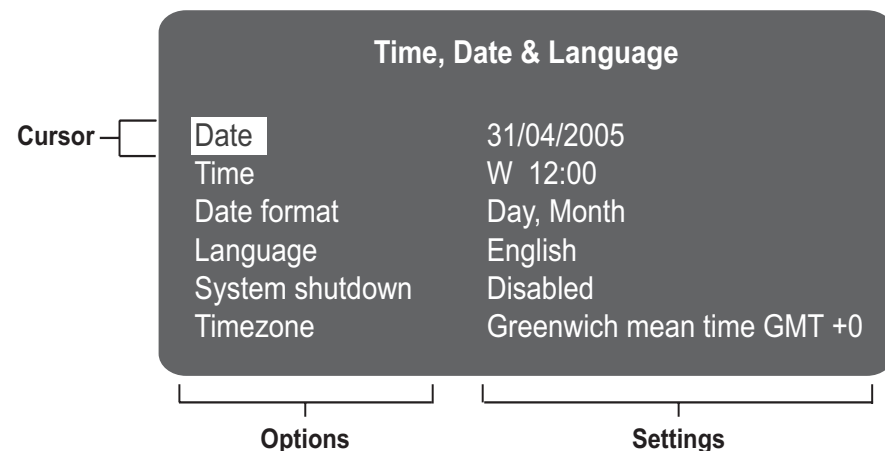 Time, Date & Language
Cursor
Date 31/04/2005
Time W 12:00
Date format Day, Month
Language English
System shutdown Disabled
Timezone Greenwich mean time GMT +0
Options Settings